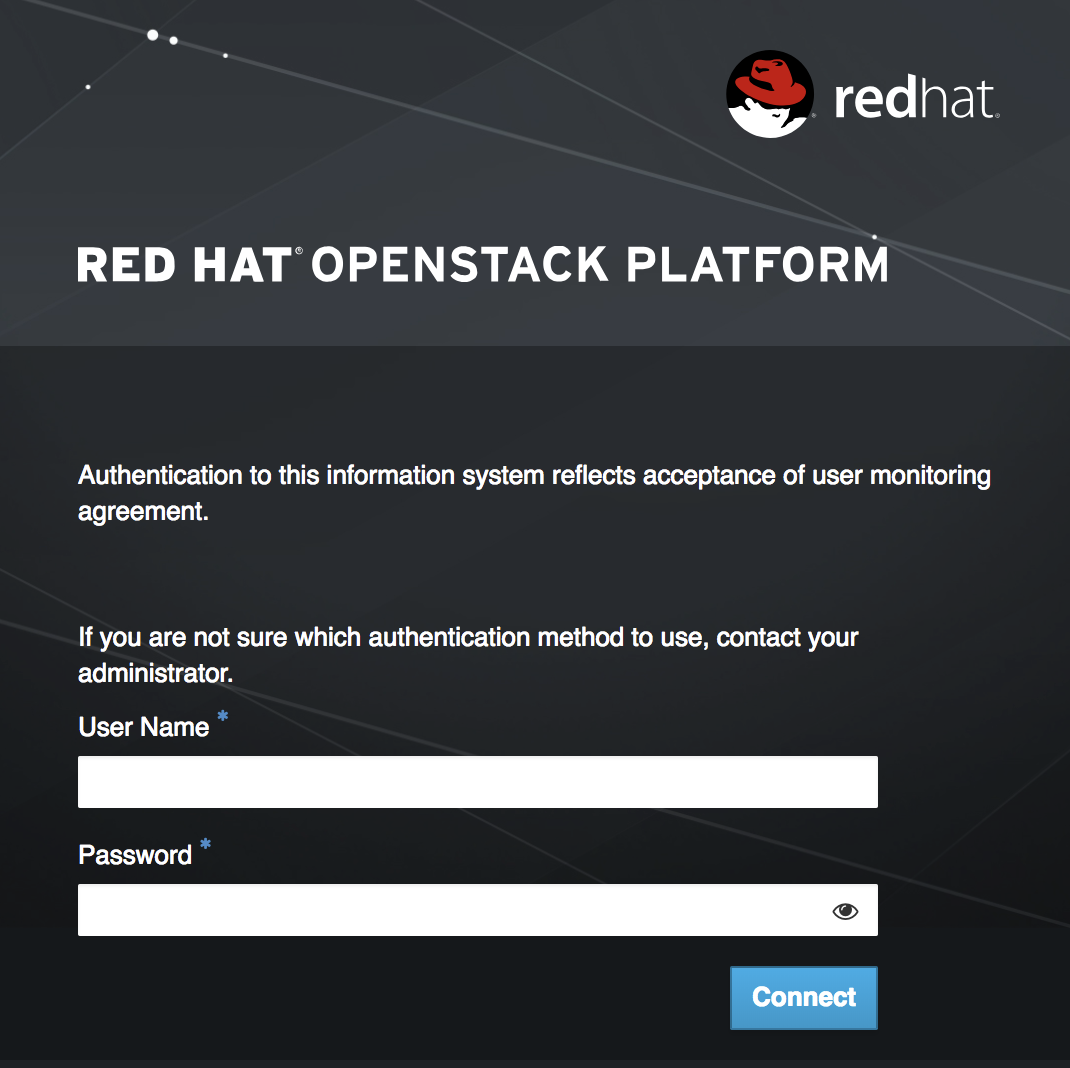 redhat.
RED HAT® OPENSTACK PLATFORM
Authentication to this information system reflects acceptance of user monitoring
agreement.
If you are not sure which authentication method to use, contact your
administrator.
User Name *
Password *
Connect